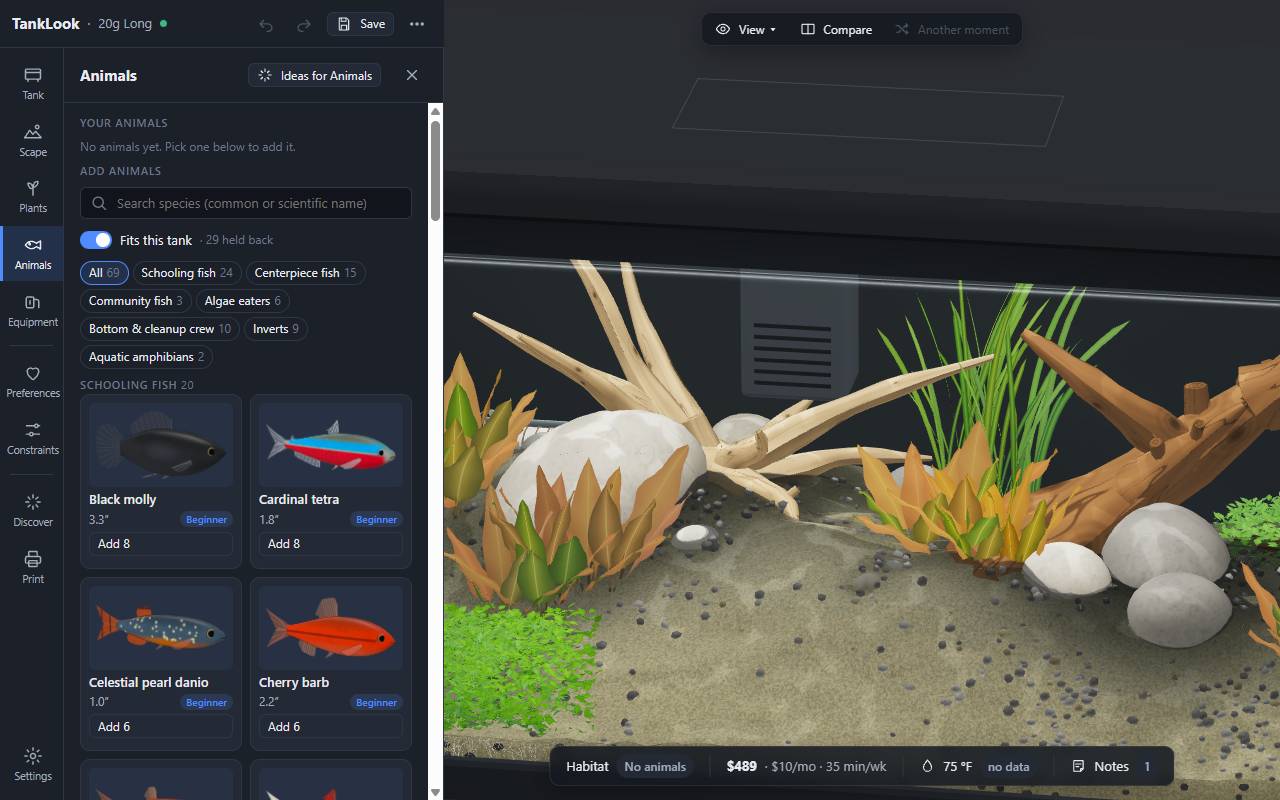 TankLook · 20g Long
Save
View
Compare
Another moment
Tank
Scape
Plants
Animals
Equipment
Preferences
Constraints
Discover
Print
Settings
Animals
Ideas for Animals
YOUR ANIMALS
No animals yet. Pick one below to add it.
ADD ANIMALS
Search species (common or scientific name)
Fits this tank · 29 held back
All 69
Schooling fish 24
Centerpiece fish 15
Community fish 3
Algae eaters 6
Bottom & cleanup crew 10
Inverts 9
Aquatic amphibians 2
SCHOOLING FISH 20
Black molly
3.3"
Beginner
Add 8
Cardinal tetra
1.8"
Beginner
Add 8
Celestial pearl danio
1.0"
Beginner
Add 6
Cherry barb
2.2"
Beginner
Add 6
Habitat
No animals
$489 · $10/mo · 35 min/wk
75 °F
no data
Notes 1